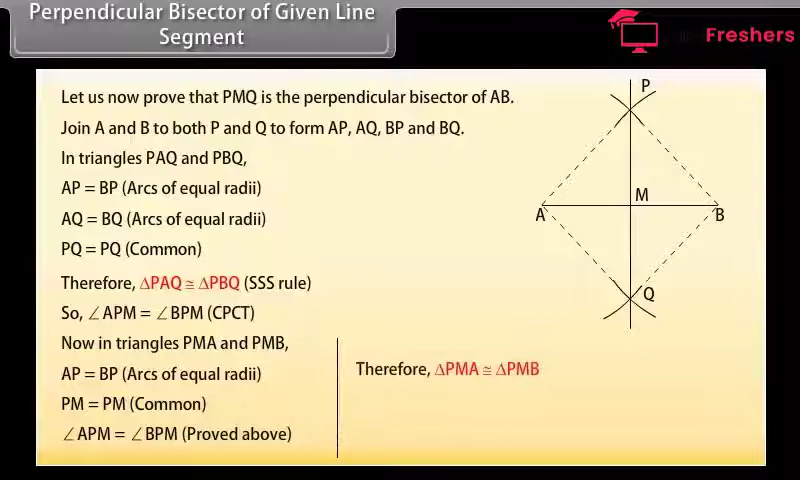 Perpendicular Bisector of Given Line
Segment
Freshers
Let us now prove that PMQ is the perpendicular bisector of AB.
Join A and B to both P and Q to form AP, AQ, BP and BQ.
In triangles PAQ and PBQ,
AP = BP (Arcs of equal radii)
AQ = BQ (Arcs of equal radii)
PQ = PQ (Common)
Therefore, ∆PAQ ≅ ∆PBQ (SSS rule)
So, ∠APM = ∠BPM (CPCT)
Now in triangles PMA and PMB,
AP = BP (Arcs of equal radii)
PM = PM (Common)
∠APM = ∠BPM (Proved above)
Therefore, ∆PMA ≅ ∆PMB
P
M
A
B
Q